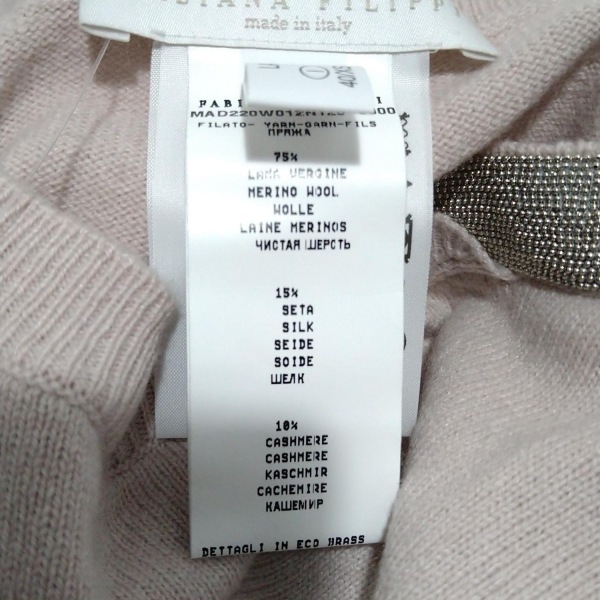 made in italy
FILATO- YARN-GARN-FILS
ПРЯЖА
75%
LANA VERGINE
MERINO WOOL
WOLLE
LAINE MERINOS
ЧИСТАЯ ШЕРСТЬ
15%
SETA
SILK
SEIDE
SOIDE
ШЕЛК
10%
CASHMERE
CASHMERE
KASCHMIR
CACHEMIRE
КАШЕМИР
DETTAGLI IN ECO BRASS